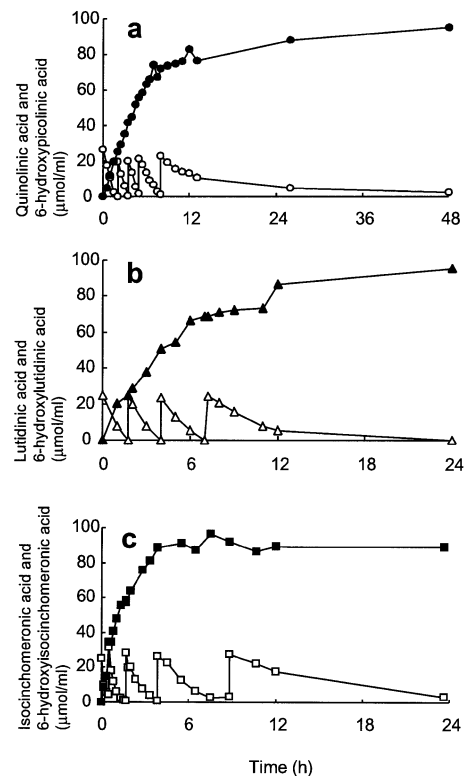 a
Quinolinic acid and
6-hydroxypicolinic acid
(µmol/ml)
100
80
60
40
20
0
0 12 24 36 48
b
Lutidinic acid and
6-hydroxylutidinic acid
(µmol/ml)
100
80
60
40
20
0
0 6 12 18 24
c
Isocinchomeronic acid and
6-hydroxyisocinchomeronic acid
(µmol/ml)
100
80
60
40
20
0
0 6 12 18 24
Time (h)